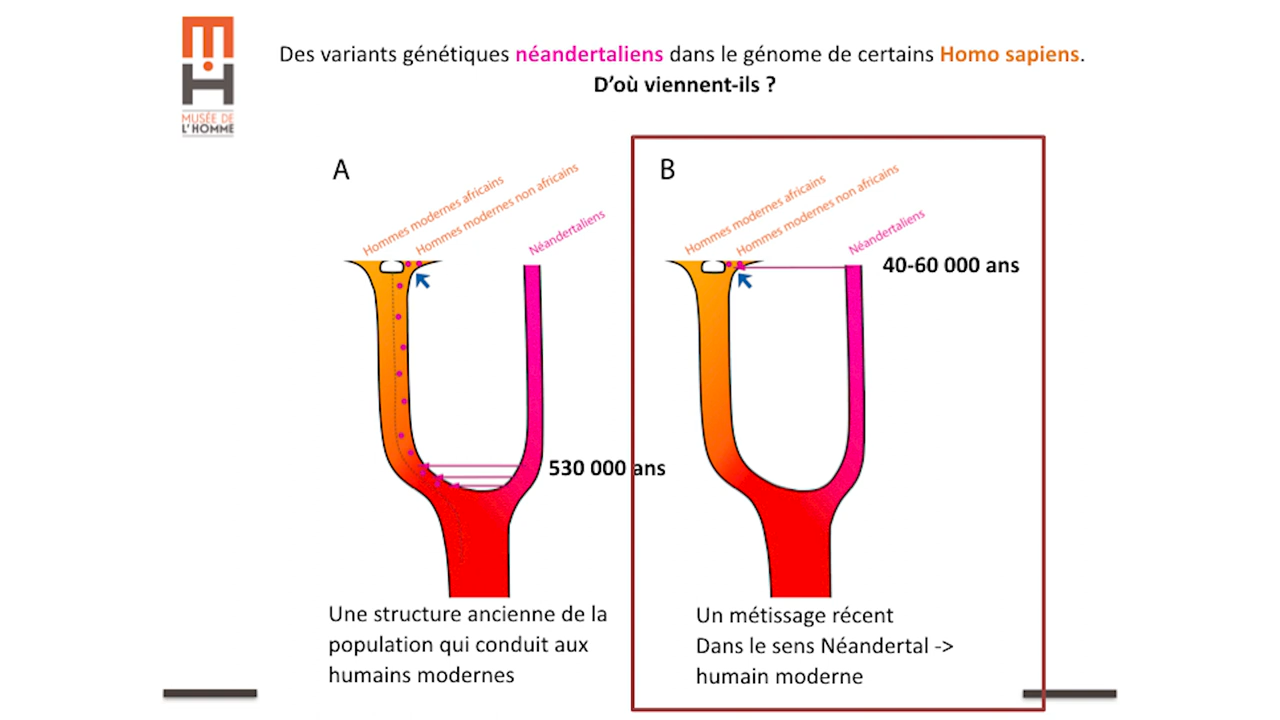 MUSÉE DE
L'HOMME
Des variants génétiques néandertaliens dans le génome de certains Homo sapiens.
D'où viennent-ils ?
A
Hommes modernes africains
Hommes modernes non africains
Néandertaliens
530 000 ans
Une structure ancienne de la
population qui conduit aux
humains modernes
B
Hommes modernes africains
Hommes modernes non africains
Néandertaliens
40-60 000 ans
Un métissage récent
Dans le sens Néandertal ->
humain moderne